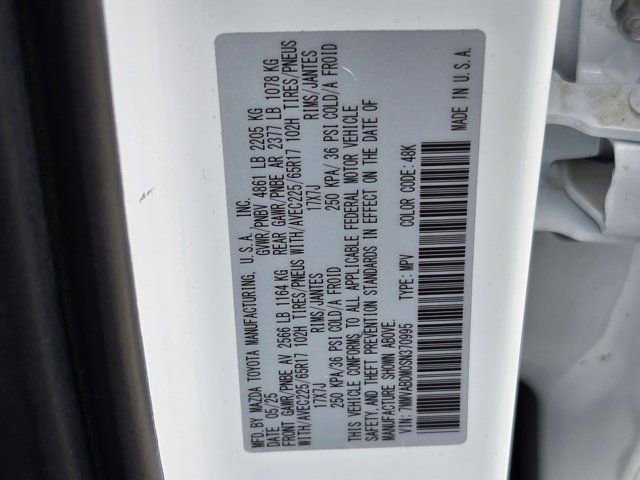 MFD. BY MAZDA TOYOTA MANUFACTURING, U.S.A., INC.
DATE 05/25 GVWR/PNBV 4861 LB 2205 KG
FRONT GAWR/PNBE AV 2566 LB 1164 KG REAR GAWR/PNBE AR 2377 LB 1078 KG
WITH/AVEC225/65R17 102H TIRES/PNEUS WITH/AVEC225/65R17 102H TIRES/PNEUS
17X7J RIMS/JANTES 17X7J RIMS/JANTES
250 KPA/36 PSI COLD/A FROID 250 KPA/ 36 PSI COLD/A FROID
THIS VEHICLE CONFORMS TO ALL APPLICABLE FEDERAL MOTOR VEHICLE
SAFETY AND THEFT PREVENTION STANDARDS IN EFFECT ON THE DATE OF
MANUFACTURE SHOWN ABOVE.
VIN: 7MMVABDM3SN370995 TYPE: MPV COLOR CODE: 48K
MADE IN U.S.A.